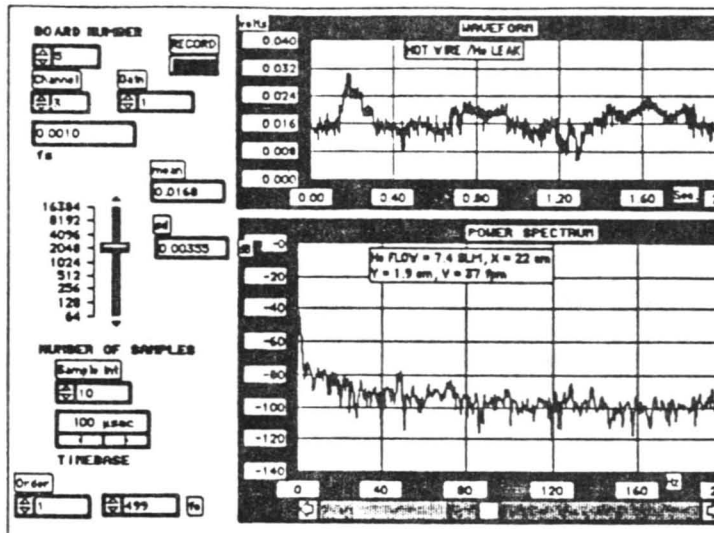 BOARD NUMBER
5
RECORD
Channel
Gain
X
1
0.0010
fs
mean
0.0168
sd
0.00355
16384
8192
4096
2048
1024
512
256
128
64
NUMBER OF SAMPLES
Sample Int
10
100 µsec
TIMEBASE
Order
1
499
volts
WAVEFORM
HOT WIRE /He LEAK
0.040
0.032
0.024
0.016
0.008
0.000
0.00
0.40
0.80
1.20
1.60
Sec.
POWER SPECTRUM
dB
He FLOW = 7.4 SLM, X = 22 cm
Y = 1.9 cm, V = 37 fpm
-0
-20
-40
-60
-80
-100
-120
-140
0
40
80
120
160
Hz